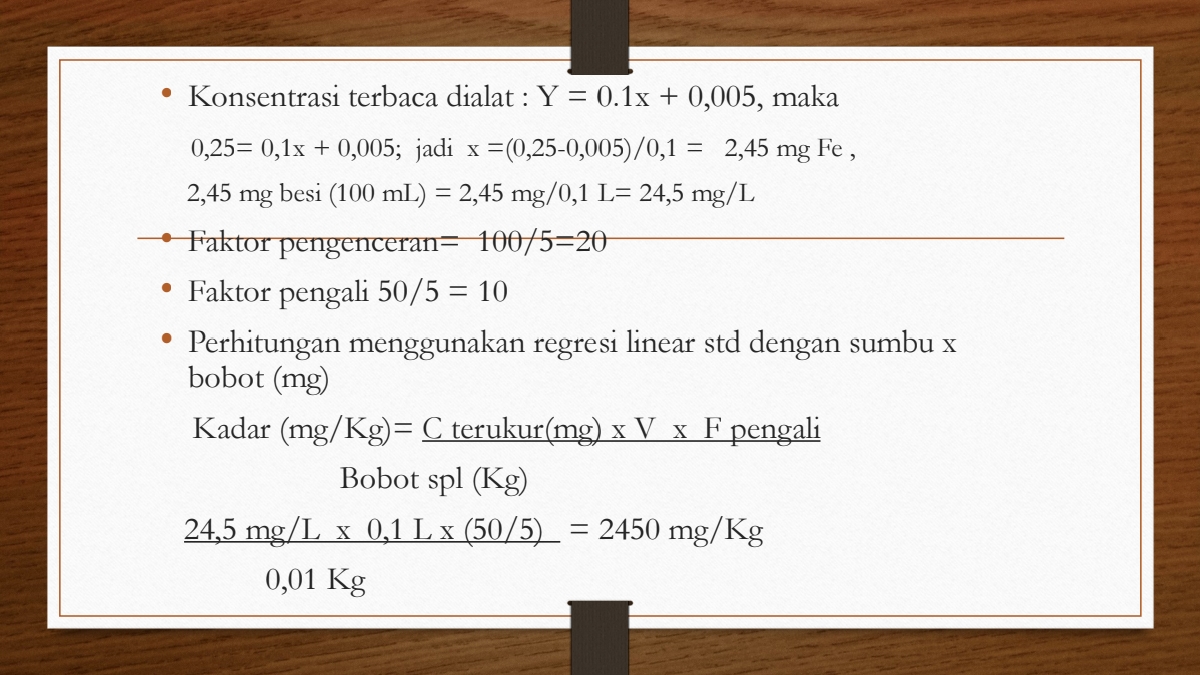 Konsentrasi terbaca dialat : Y = 0.1x + 0,005, maka
0,25= 0,1x + 0,005; jadi x =(0,25-0,005)/0,1 = 2,45 mg Fe ,
2,45 mg besi (100 mL) = 2,45 mg/0,1 L= 24,5 mg/L
Faktor pengenceran= 100/5=20
Faktor pengali 50/5 = 10
Perhitungan menggunakan regresi linear std dengan sumbu x
bobot (mg)
Kadar (mg/Kg)= C terukur(mg) x V x F pengali
Bobot spl (Kg)
24,5 mg/L x 0,1 L x (50/5) = 2450 mg/Kg
0,01 Kg